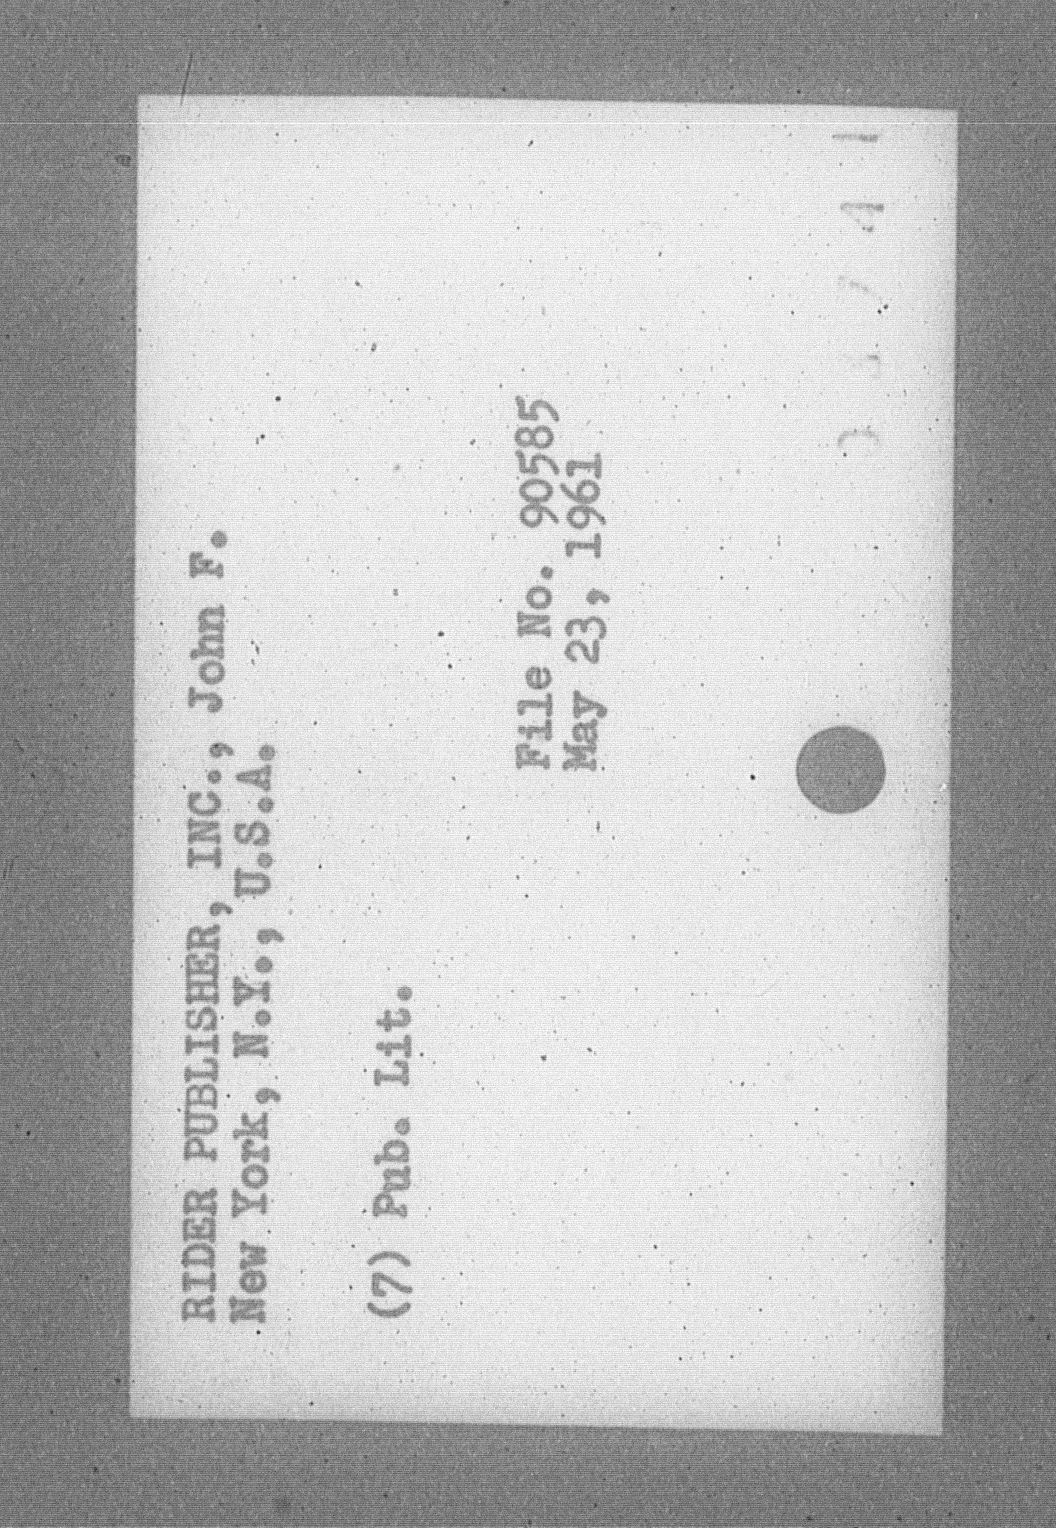 RIDER PUBLISHER, INC., John F.
New York, N.Y., U.S.A.
(7) Pub. Lit.
File No. 90585
May 23, 1961